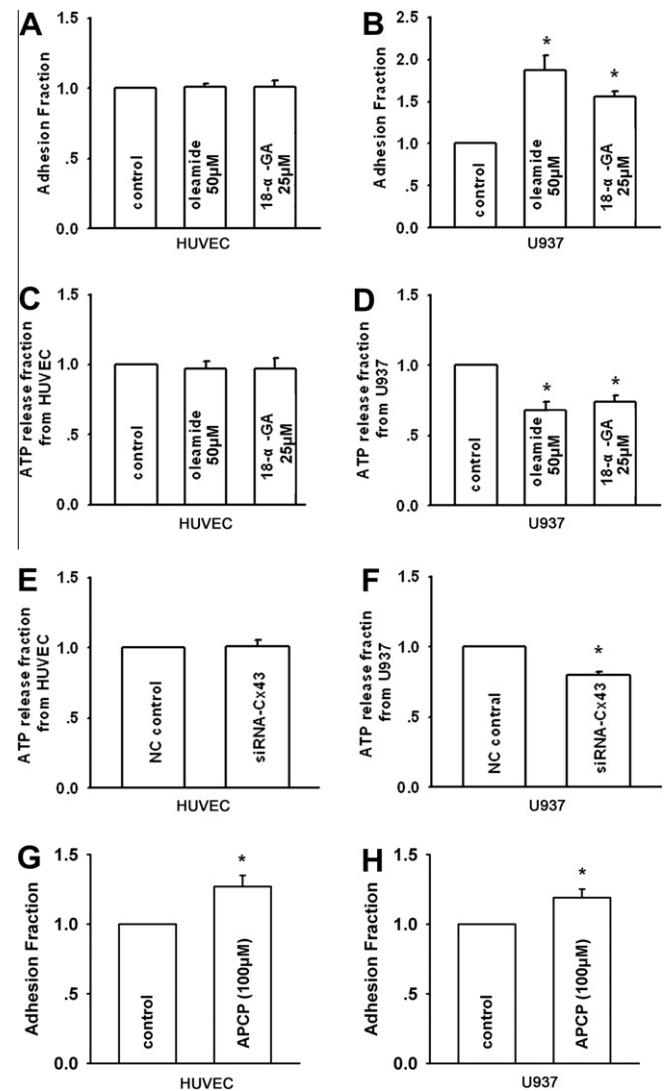 A
Adhesion Fraction
1.5
1.0
.5
0.0
control
oleamide
50µM
18-α -GA
25µM
HUVEC
B
Adhesion Fraction
2.5
2.0
1.5
1.0
.5
0.0
control
*
oleamide
50µM
*
18-α -GA
25µM
U937
C
ATP release fraction
from HUVEC
1.5
1.0
.5
0.0
control
oleamide
50µM
18-α -GA
25µM
HUVEC
D
ATP release fraction
from U937
1.5
1.0
.5
0.0
control
*
oleamide
50µM
*
18-α -GA
25µM
U937
E
ATP release fraction
from HUVEC
1.5
1.0
.5
0.0
NC control
siRNA-Cx43
HUVEC
F
ATP release fractin
from U937
1.5
1.0
.5
0.0
NC contral
*
siRNA-Cx43
U937
G
Adhesion Fraction
1.5
1.0
.5
0.0
control
*
APCP (100µM)
HUVEC
H
Adhesion Fraction
1.5
1.0
.5
0.0
control
*
APCP (100µM)
U937